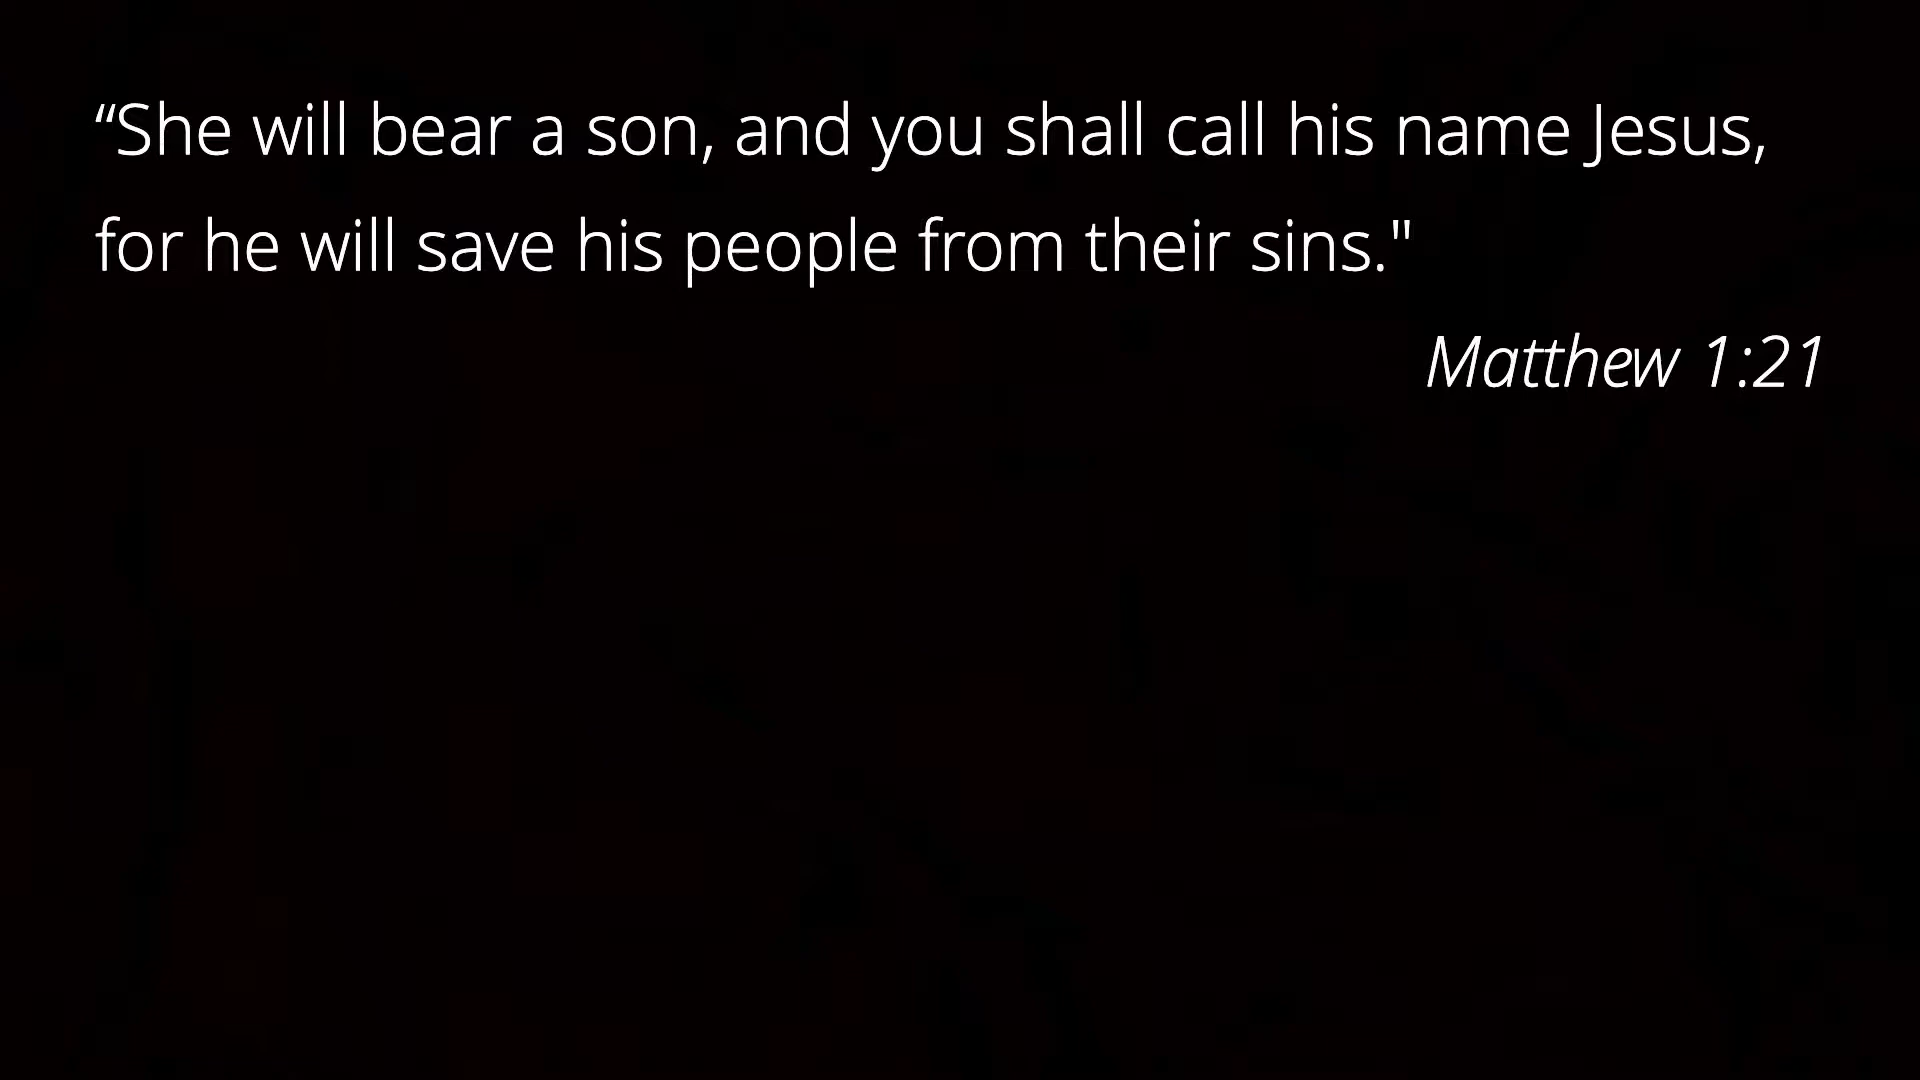 “She will bear a son, and you shall call his name Jesus,
for he will save his people from their sins."
Matthew 1:21